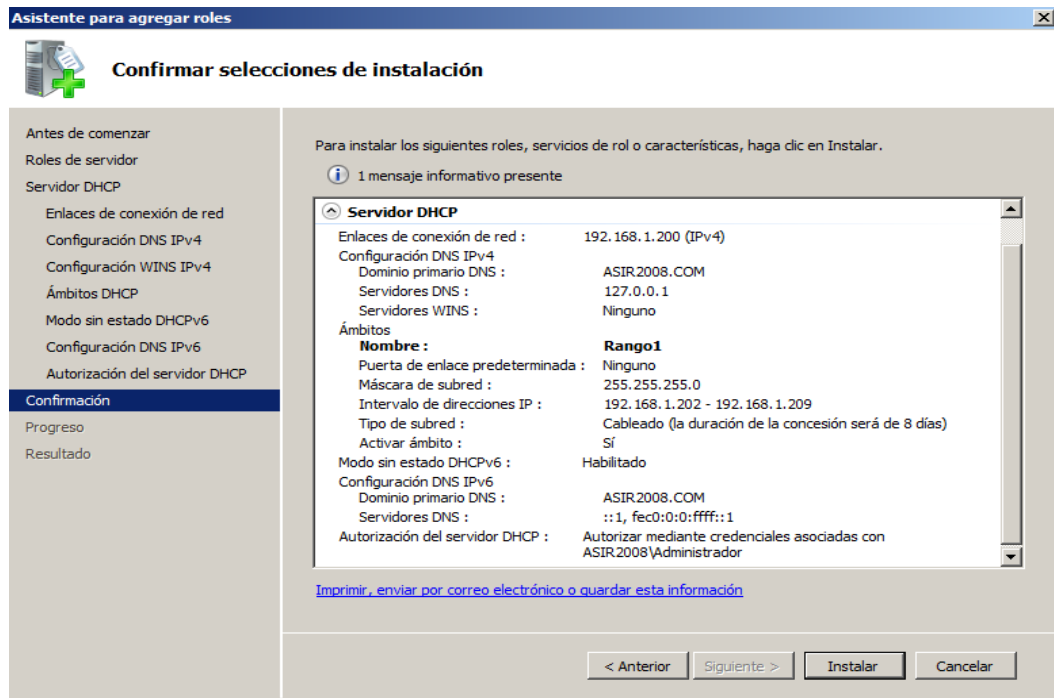 Asistente para agregar roles
Confirmar selecciones de instalación
Antes de comenzar
Roles de servidor
Servidor DHCP
Enlaces de conexión de red
Configuración DNS IPv4
Configuración WINS IPv4
Ámbitos DHCP
Modo sin estado DHCPv6
Configuración DNS IPv6
Autorización del servidor DHCP
Confirmación
Progreso
Resultado
Para instalar los siguientes roles, servicios de rol o características, haga clic en Instalar.
1 mensaje informativo presente
Servidor DHCP
Enlaces de conexión de red : 192.168.1.200 (IPv4)
Configuración DNS IPv4
Dominio primario DNS : ASIR2008.COM
Servidores DNS : 127.0.0.1
Servidores WINS : Ninguno
Ámbitos
Nombre : Rango1
Puerta de enlace predeterminada : Ninguno
Máscara de subred : 255.255.255.0
Intervalo de direcciones IP : 192.168.1.202 - 192.168.1.209
Tipo de subred : Cableado (la duración de la concesión será de 8 días)
Activar ámbito : Sí
Modo sin estado DHCPv6 : Habilitado
Configuración DNS IPv6
Dominio primario DNS : ASIR2008.COM
Servidores DNS : ::1, fec0:0:0:ffff::1
Autorización del servidor DHCP : Autorizar mediante credenciales asociadas con
ASIR2008\Administrador
Imprimir, enviar por correo electrónico o guardar esta información
< Anterior Siguiente > Instalar Cancelar